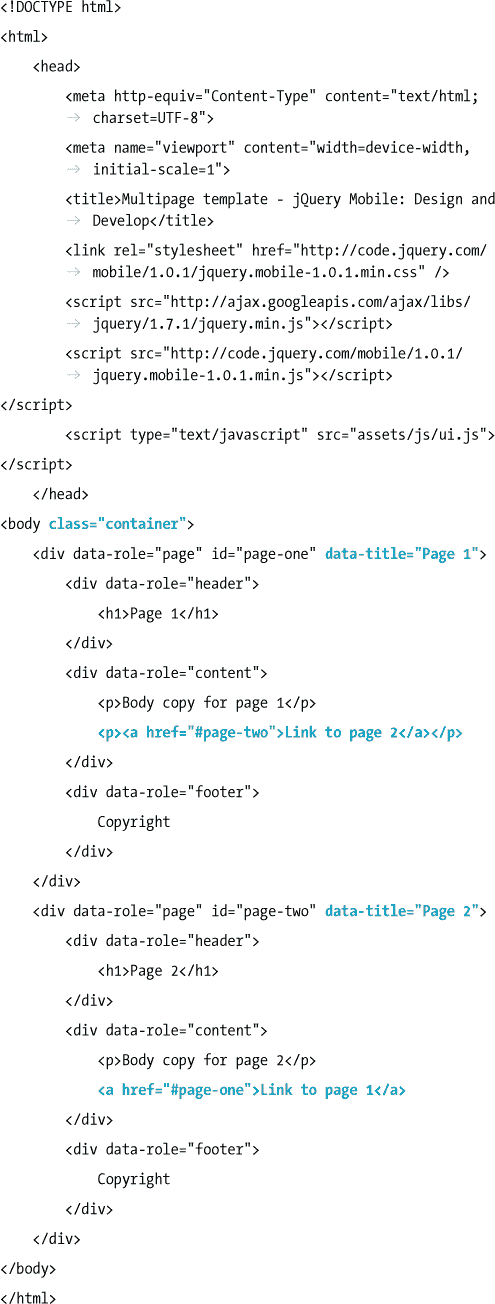 <!DOCTYPE html>
<html>
<head>
<meta http-equiv="Content-Type" content="text/html;
→ charset=UTF-8">
<meta name="viewport" content="width=device-width,
→ initial-scale=1">
<title>Multipage template - jQuery Mobile: Design and
→ Develop</title>
<link rel="stylesheet" href="http://code.jquery.com/
→ mobile/1.0.1/jquery.mobile-1.0.1.min.css" />
<script src="http://ajax.googleapis.com/ajax/libs/
→ jquery/1.7.1/jquery.min.js"></script>
<script src="http://code.jquery.com/mobile/1.0.1/
→ jquery.mobile-1.0.1.min.js"></script>
</script>
<script type="text/javascript" src="assets/js/ui.js">
</script>
</head>
<body class="container">
<div data-role="page" id="page-one" data-title="Page 1">
<div data-role="header">
<h1>Page 1</h1>
</div>
<div data-role="content">
<p>Body copy for page 1</p>
<p><a href="#page-two">Link to page 2</a></p>
</div>
<div data-role="footer">
Copyright
</div>
</div>
<div data-role="page" id="page-two" data-title="Page 2">
<div data-role="header">
<h1>Page 2</h1>
</div>
<div data-role="content">
<p>Body copy for page 2</p>
<a href="#page-one">Link to page 1</a>
</div>
<div data-role="footer">
Copyright
</div>
</div>
</body>
</html>